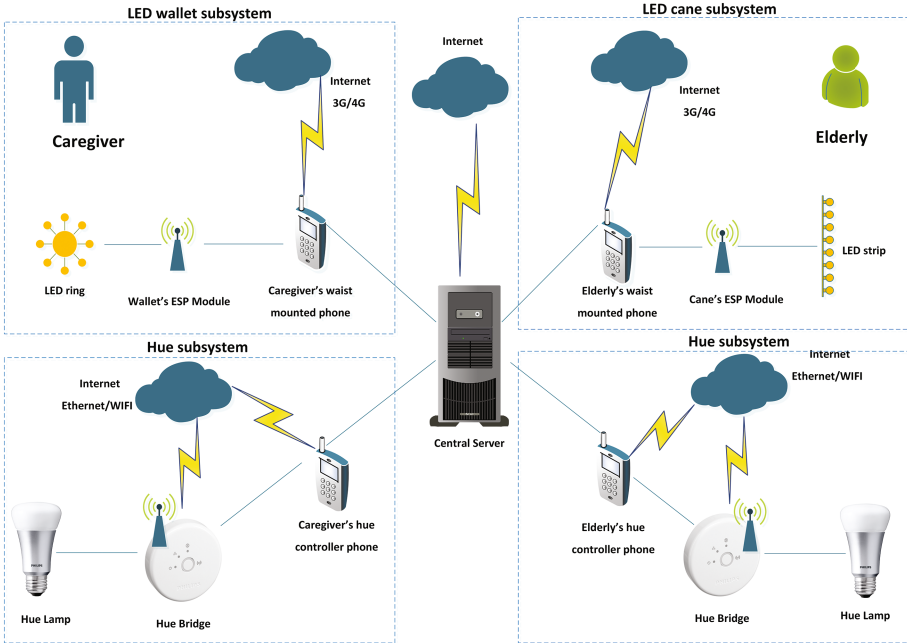 LED wallet subsystem
LED cane subsystem
Internet
Internet
3G/4G
Internet
3G/4G
Caregiver
Elderly
LED ring
Wallet's ESP Module
Caregiver's waist
mounted phone
Elderly's waist
mounted phone
Cane's ESP Module
LED strip
Hue subsystem
Hue subsystem
Internet
Ethernet/WIFI
Internet
Ethernet/WIFI
Central Server
Caregiver's hue
controller phone
Elderly's hue
controller phone
PHILIPS
PHILIPS
Hue Lamp
Hue Bridge
Hue Bridge
Hue Lamp